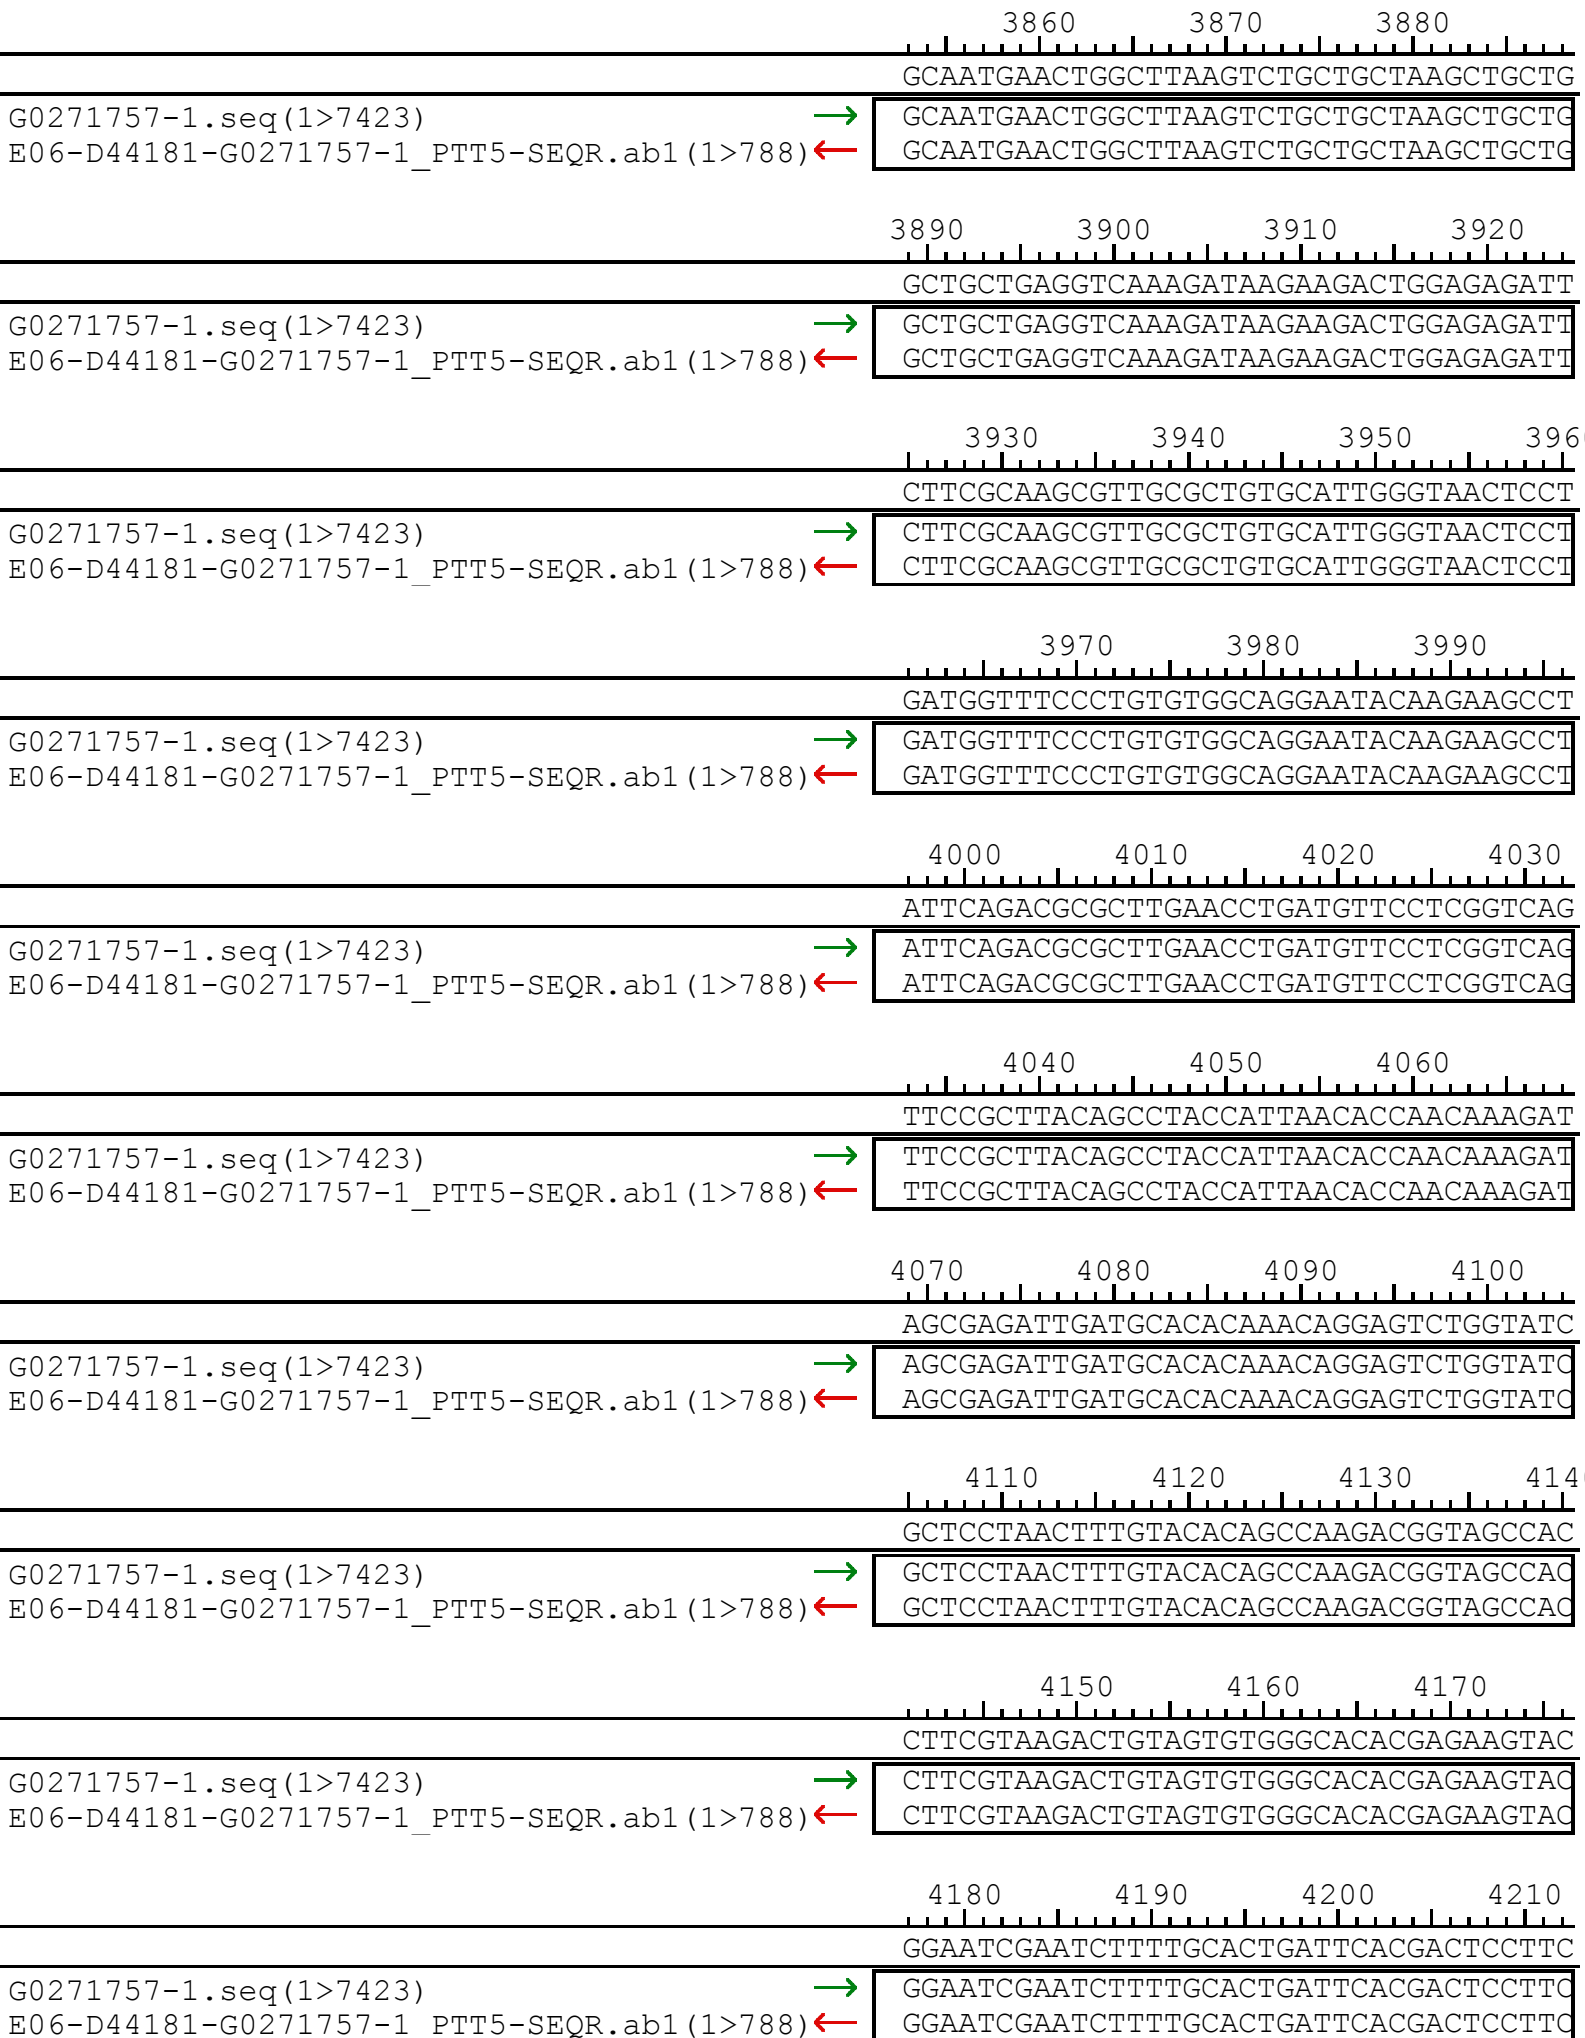 3860 3870 3880
GCAATGAACTGGCTTAAGTCTGCTGCTAAGCTGCTG
G0271757-1.seq(1>7423) → GCAATGAACTGGCTTAAGTCTGCTGCTAAGCTGCTG
E06-D44181-G0271757-1_PTT5-SEQR.ab1(1>788) ← GCAATGAACTGGCTTAAGTCTGCTGCTAAGCTGCTG
3890 3900 3910 3920
GCTGCTGAGGTCAAAGATAAGAAGACTGGAGAGATT
G0271757-1.seq(1>7423) → GCTGCTGAGGTCAAAGATAAGAAGACTGGAGAGATT
E06-D44181-G0271757-1_PTT5-SEQR.ab1(1>788) ← GCTGCTGAGGTCAAAGATAAGAAGACTGGAGAGATT
3930 3940 3950 396
CTTCGCAAGCGTTGCGCTGTGCATTGGGTAACTCCT
G0271757-1.seq(1>7423) → CTTCGCAAGCGTTGCGCTGTGCATTGGGTAACTCCT
E06-D44181-G0271757-1_PTT5-SEQR.ab1(1>788) ← CTTCGCAAGCGTTGCGCTGTGCATTGGGTAACTCCT
3970 3980 3990
GATGGTTTCCCTGTGTGGCAGGAATACAAGAAGCCT
G0271757-1.seq(1>7423) → GATGGTTTCCCTGTGTGGCAGGAATACAAGAAGCCT
E06-D44181-G0271757-1_PTT5-SEQR.ab1(1>788) ← GATGGTTTCCCTGTGTGGCAGGAATACAAGAAGCCT
4000 4010 4020 4030
ATTCAGACGCGCTTGAACCTGATGTTCCTCGGTCAG
G0271757-1.seq(1>7423) → ATTCAGACGCGCTTGAACCTGATGTTCCTCGGTCAG
E06-D44181-G0271757-1_PTT5-SEQR.ab1(1>788) ← ATTCAGACGCGCTTGAACCTGATGTTCCTCGGTCAG
4040 4050 4060
TTCCGCTTACAGCCTACCATTAACACCAACAAAGAT
G0271757-1.seq(1>7423) → TTCCGCTTACAGCCTACCATTAACACCAACAAAGAT
E06-D44181-G0271757-1_PTT5-SEQR.ab1(1>788) ← TTCCGCTTACAGCCTACCATTAACACCAACAAAGAT
4070 4080 4090 4100
AGCGAGATTGATGCACACAAACAGGAGTCTGGTATC
G0271757-1.seq(1>7423) → AGCGAGATTGATGCACACAAACAGGAGTCTGGTATC
E06-D44181-G0271757-1_PTT5-SEQR.ab1(1>788) ← AGCGAGATTGATGCACACAAACAGGAGTCTGGTATC
4110 4120 4130 414
GCTCCTAACTTTGTACACAGCCAAGACGGTAGCCAC
G0271757-1.seq(1>7423) → GCTCCTAACTTTGTACACAGCCAAGACGGTAGCCAC
E06-D44181-G0271757-1_PTT5-SEQR.ab1(1>788) ← GCTCCTAACTTTGTACACAGCCAAGACGGTAGCCAC
4150 4160 4170
CTTCGTAAGACTGTAGTGTGGGCACACGAGAAGTAC
G0271757-1.seq(1>7423) → CTTCGTAAGACTGTAGTGTGGGCACACGAGAAGTAC
E06-D44181-G0271757-1_PTT5-SEQR.ab1(1>788) ← CTTCGTAAGACTGTAGTGTGGGCACACGAGAAGTAC
4180 4190 4200 4210
GGAATCGAATCTTTTGCACTGATTCACGACTCCTTC
G0271757-1.seq(1>7423) → GGAATCGAATCTTTTGCACTGATTCACGACTCCTTC
E06-D44181-G0271757-1_PTT5-SEQR.ab1(1>788) ← GGAATCGAATCTTTTGCACTGATTCACGACTCCTTC